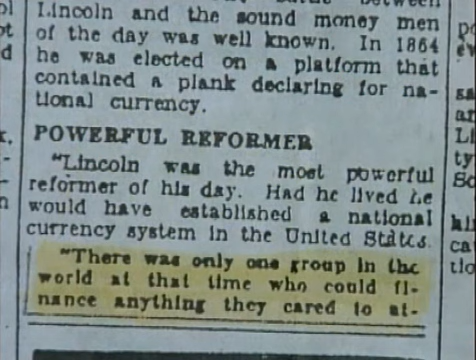 Lincoln and the sound money men
of the day was well known. In 1864
he was elected on a platform that
contained a plank declaring for na-
tional currency.
POWERFUL REFORMER
"Lincoln was the most powerful
reformer of his day. Had he lived he
would have established a national
currency system in the United States.
"There was only one group in the
world at that time who could fi-
nance anything they cared to at-